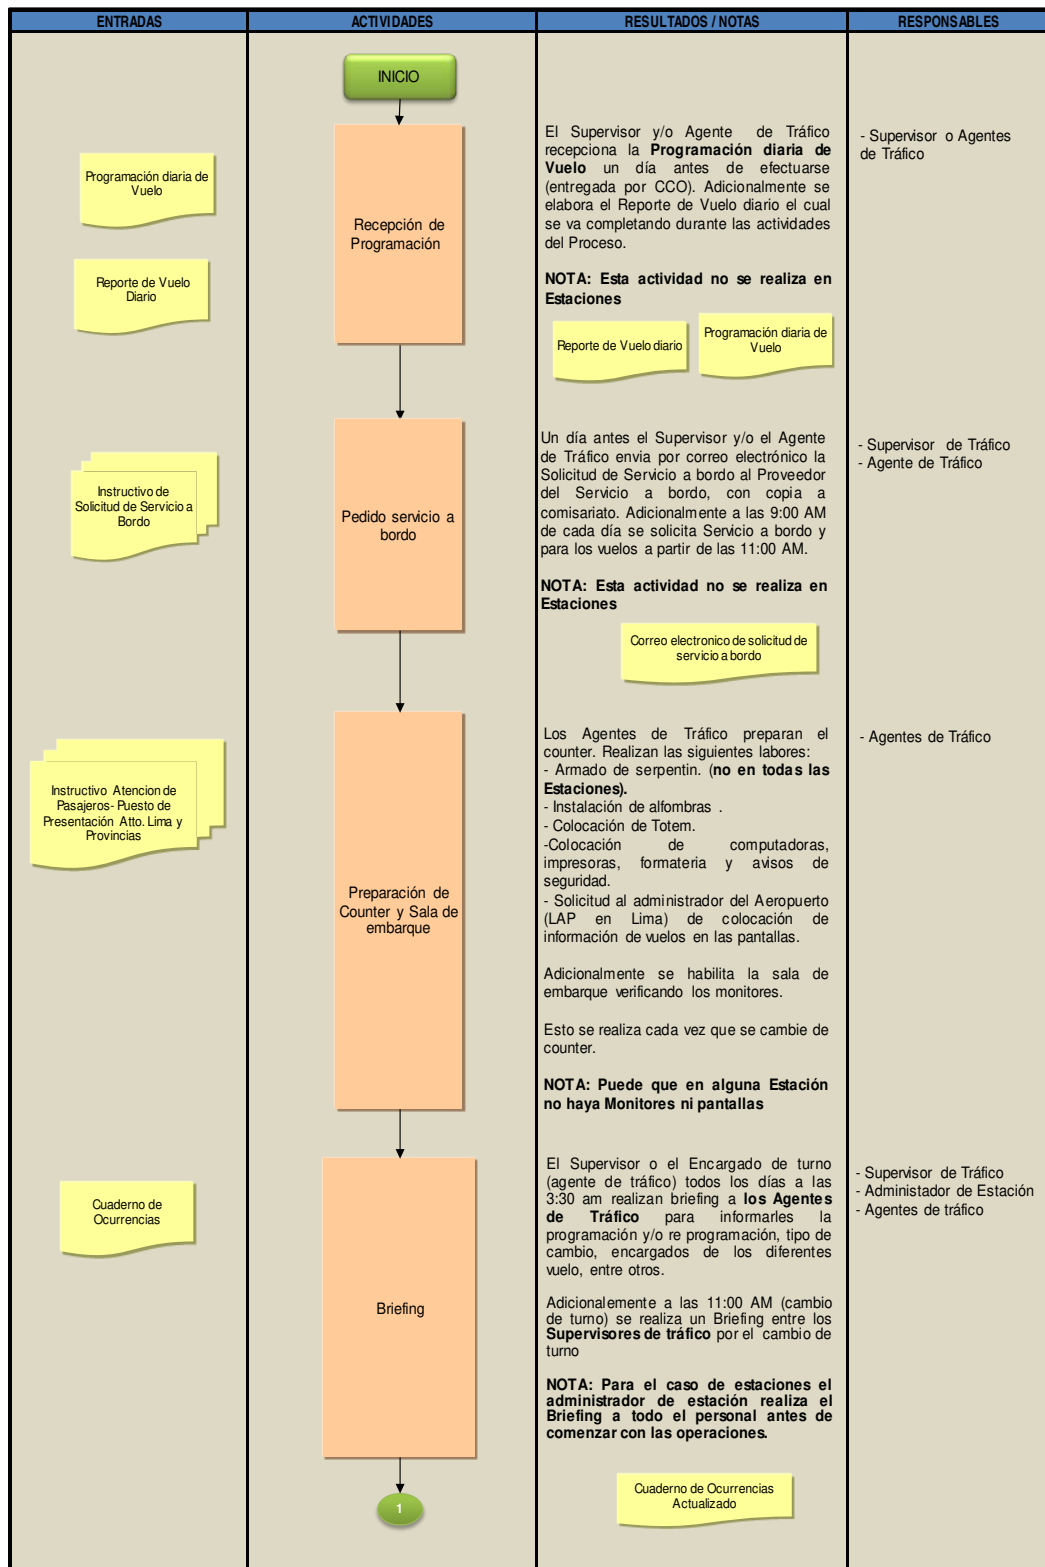 ENTRADAS
ACTIVIDADES
RESULTADOS / NOTAS
RESPONSABLES
INICIO
Programación diaria de
Vuelo
Reporte de Vuelo
Diario
Recepción de
Programación
El Supervisor y/o Agente de Tráfico
recepciona la Programación diaria de
Vuelo un día antes de efectuarse
(entregada por CCO). Adicionalmente se
elabora el Reporte de Vuelo diario el cual
se va completando durante las actividades
del Proceso.
NOTA: Esta actividad no se realiza en
Estaciones
Reporte de Vuelo diario
Programación diaria de
Vuelo
- Supervisor o Agentes
de Tráfico
Instructivo de
Solicitud de Servicio a
Bordo
Pedido servicio a
bordo
Un día antes el Supervisor y/o el Agente
de Tráfico envia por correo electrónico la
Solicitud de Servicio a bordo al Proveedor
del Servicio a bordo, con copia a
comisariato. Adicionalmente a las 9:00 AM
de cada día se solicita Servicio a bordo y
para los vuelos a partir de las 11:00 AM.
NOTA: Esta actividad no se realiza en
Estaciones
Correo electronico de solicitud de
servicio a bordo
- Supervisor de Tráfico
- Agente de Tráfico
Instructivo Atencion de
Pasajeros- Puesto de
Presentación Atto. Lima y
Provincias
Preparación de
Counter y Sala de
embarque
Los Agentes de Tráfico preparan el
counter. Realizan las siguientes labores:
- Armado de serpentin. (no en todas las
Estaciones).
- Instalación de alfombras .
- Colocación de Totem.
-Colocación de computadoras,
impresoras, formateria y avisos de
seguridad.
- Solicitud al administrador del Aeropuerto
(LAP en Lima) de colocación de
información de vuelos en las pantallas.
Adicionalmente se habilita la sala de
embarque verificando los monitores.
Esto se realiza cada vez que se cambie de
counter.
NOTA: Puede que en alguna Estación
no haya Monitores ni pantallas
- Agentes de Tráfico
Cuaderno de
Ocurrencias
Briefing
El Supervisor o el Encargado de turno
(agente de tráfico) todos los días a las
3:30 am realizan briefing a los Agentes
de Tráfico para informarles la
programación y/o re programación, tipo de
cambio, encargados de los diferentes
vuelo, entre otros.
Adicionalemente a las 11:00 AM (cambio
de turno) se realiza un Briefing entre los
Supervisores de tráfico por el cambio de
turno
NOTA: Para el caso de estaciones el
administrador de estación realiza el
Briefing a todo el personal antes de
comenzar con las operaciones.
Cuaderno de Ocurrencias
Actualizado
- Supervisor de Tráfico
- Administador de Estación
- Agentes de tráfico
1